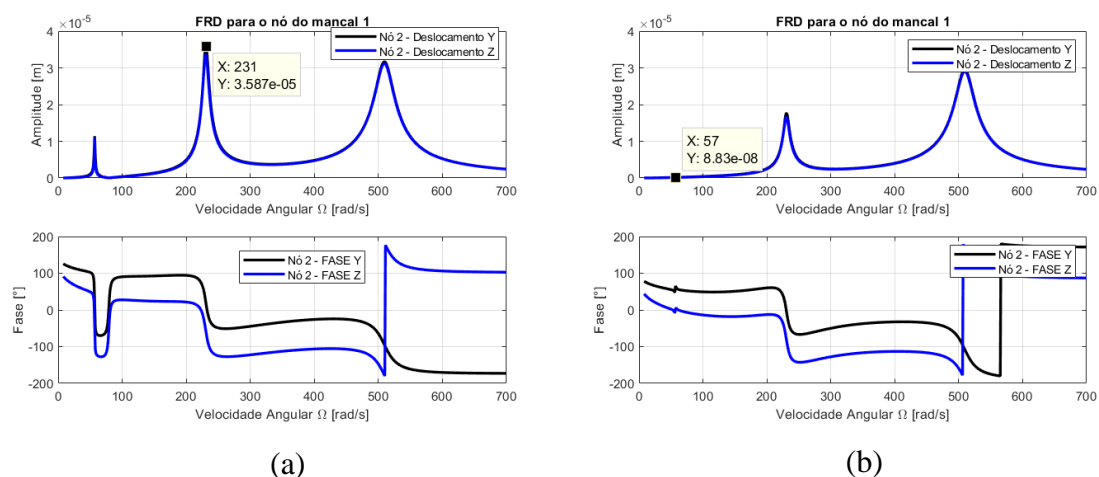 FRD para o nó do mancal 1
×10⁻⁵
4
3
2
1
0
Amplitude [m]
X: 231
Y: 3.587e-05
Nó 2 - Deslocamento Y
Nó 2 - Deslocamento Z
0 100 200 300 400 500 600 700
Velocidade Angular Ω [rad/s]
200
100
0
-100
-200
Fase [°]
Nó 2 - FASE Y
Nó 2 - FASE Z
0 100 200 300 400 500 600 700
Velocidade Angular Ω [rad/s]
(a)
FRD para o nó do mancal 1
×10⁻⁵
4
3
2
1
0
Amplitude [m]
X: 57
Y: 8.83e-08
Nó 2 - Deslocamento Y
Nó 2 - Deslocamento Z
0 100 200 300 400 500 600 700
Velocidade Angular Ω [rad/s]
200
100
0
-100
-200
Fase [°]
Nó 2 - FASE Y
Nó 2 - FASE Z
0 100 200 300 400 500 600 700
Velocidade Angular Ω [rad/s]
(b)